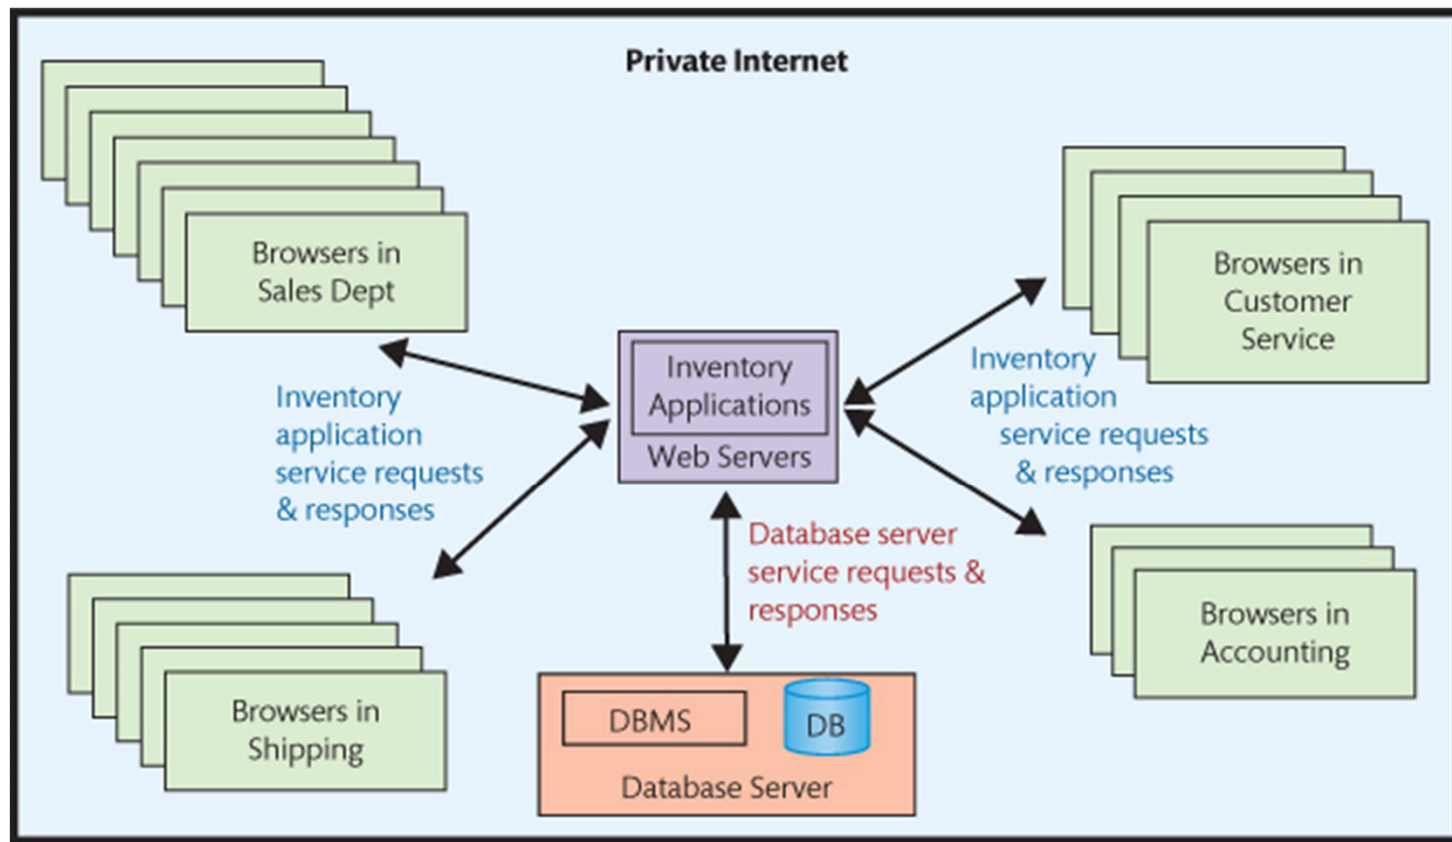 Private Internet
Browsers in
Sales Dept
Browsers in
Customer
Service
Inventory
Applications
Web Servers
Inventory
application
service requests
& responses
Inventory
application
service requests
& responses
Database server
service requests &
responses
Browsers in
Shipping
Browsers in
Accounting
DBMS
DB
Database Server